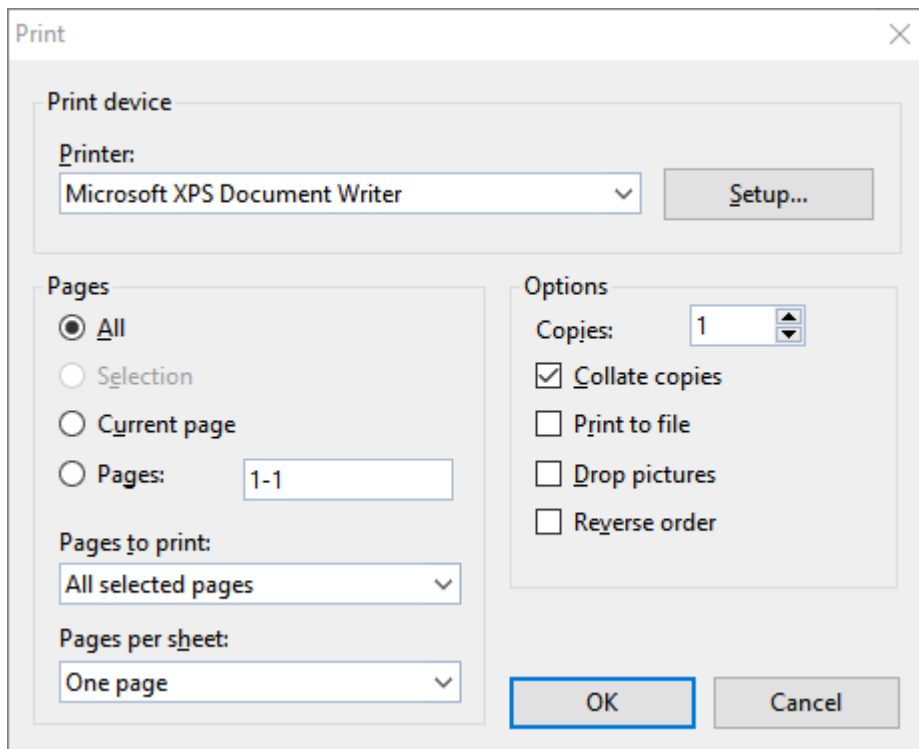 Print
Print device
Printer:
Microsoft XPS Document Writer
Setup...
Pages
All
Selection
Current page
Pages: 1-1
Pages to print:
All selected pages
Pages per sheet:
One page
Options
Copies: 1
Collate copies
Print to file
Drop pictures
Reverse order
OK
Cancel